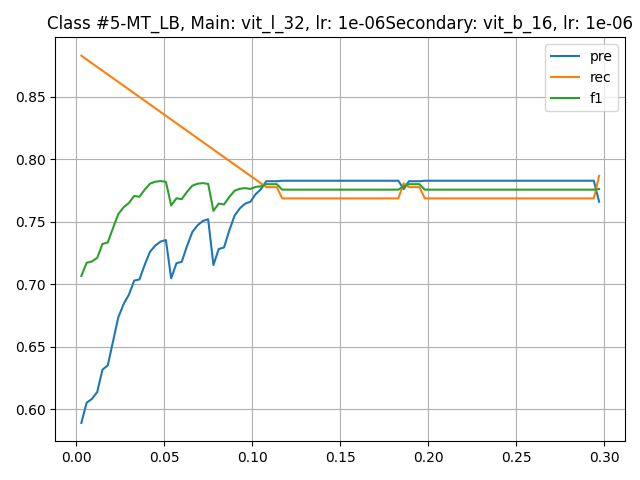 Class #5-MT_LB, Main: vit_l_32, lr: 1e-06Secondary: vit_b_16, lr: 1e-06
pre
rec
f1
0.85
0.80
0.75
0.70
0.65
0.60
0.00 0.05 0.10 0.15 0.20 0.25 0.30